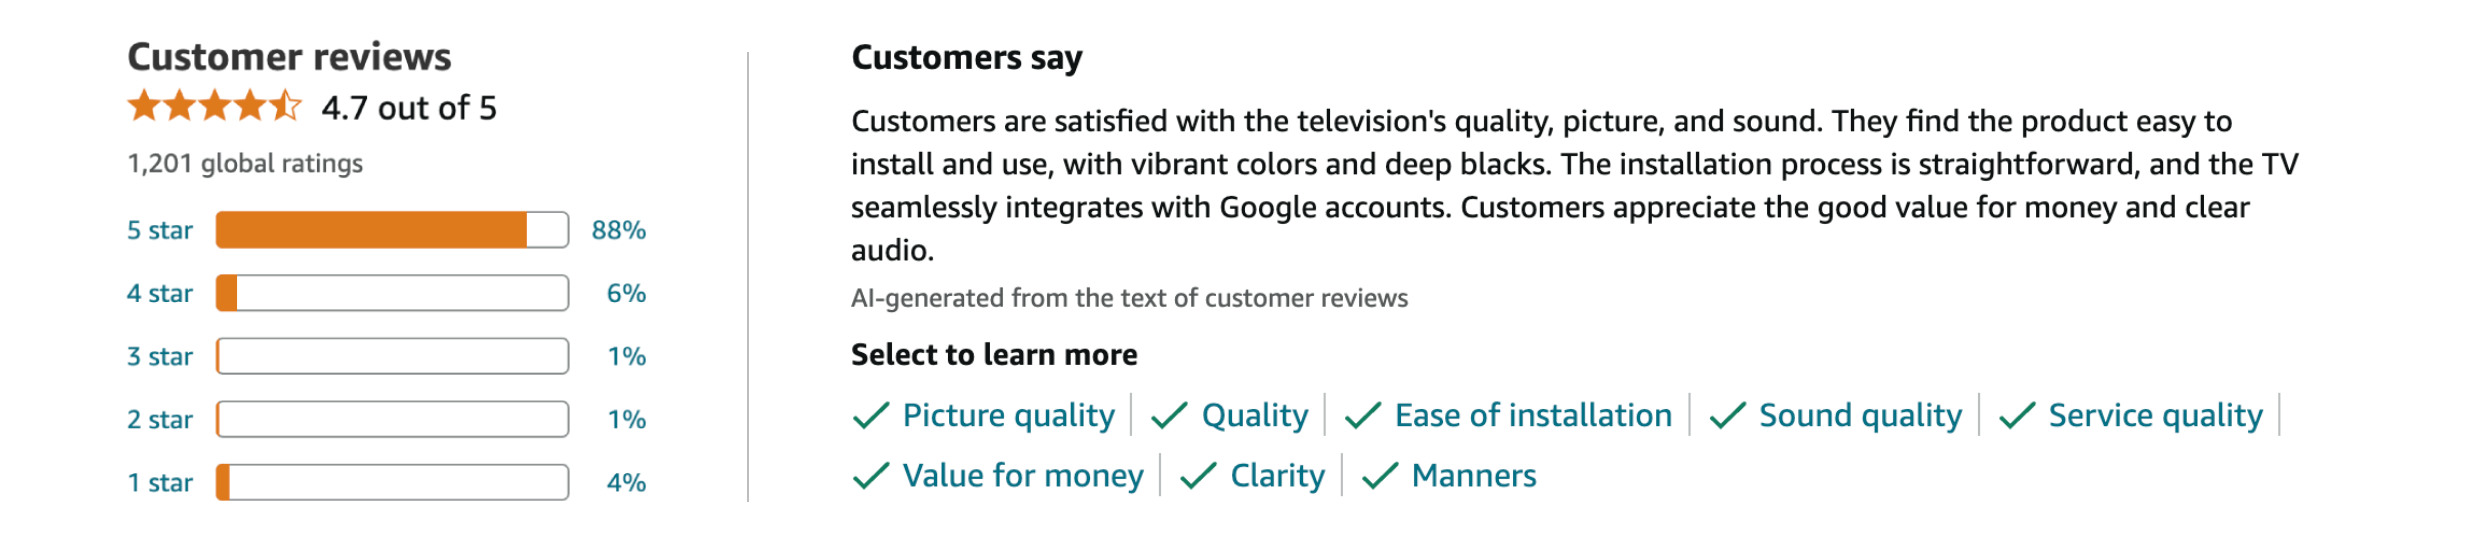 Customer reviews
4.7 out of 5
1,201 global ratings
5 star 88%
4 star 6%
3 star 1%
2 star 1%
1 star 4%
Customers say
Customers are satisfied with the television's quality, picture, and sound. They find the product easy to
install and use, with vibrant colors and deep blacks. The installation process is straightforward, and the TV
seamlessly integrates with Google accounts. Customers appreciate the good value for money and clear
audio.
AI-generated from the text of customer reviews
Select to learn more
Picture quality Quality Ease of installation Sound quality Service quality
Value for money Clarity Manners